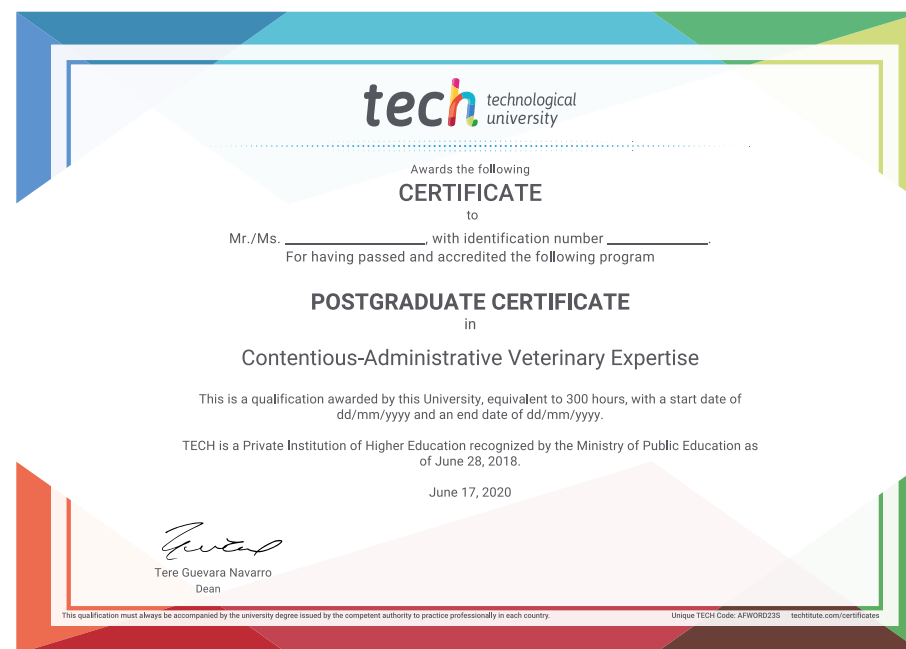 tech technological
university
Awards the following
CERTIFICATE
to
Mr./Ms. ____________________, with identification number ______________.
For having passed and accredited the following program
POSTGRADUATE CERTIFICATE
in
Contentious-Administrative Veterinary Expertise
This is a qualification awarded by this University, equivalent to 300 hours, with a start date of
dd/mm/yyyy and an end date of dd/mm/yyyy.
TECH is a Private Institution of Higher Education recognized by the Ministry of Public Education as
of June 28, 2018.
June 17, 2020
Tere Guevara Navarro
Dean
This qualification must always be accompanied by the university degree issued by the competent authority to practice professionally in each country.
Unique TECH Code: AFWORD23S techtitute.com/certificates